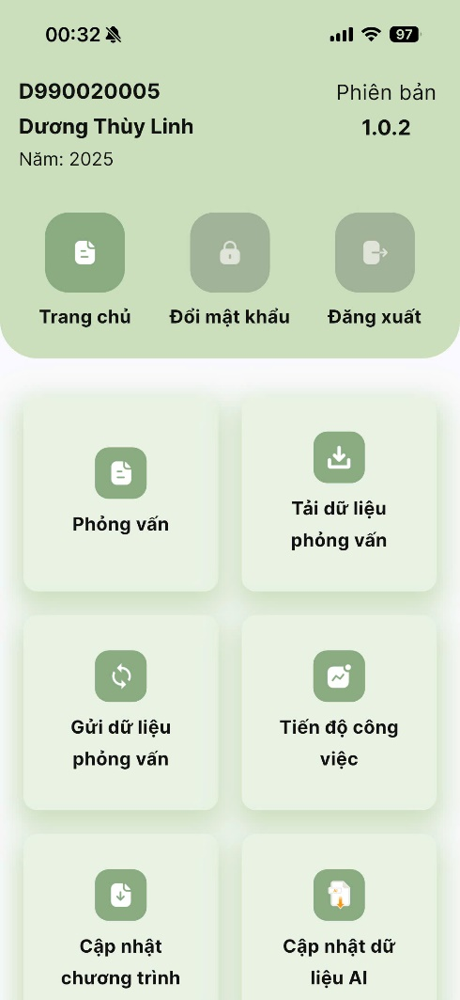 00:32
97
D990020005
Phiên bản
Dương Thùy Linh
1.0.2
Năm: 2025
Trang chủ
Đổi mật khẩu
Đăng xuất
Phỏng vấn
Tải dữ liệu
phỏng vấn
Gửi dữ liệu
phỏng vấn
Tiến độ công
việc
Cập nhật
chương trình
Cập nhật dữ
liệu AI